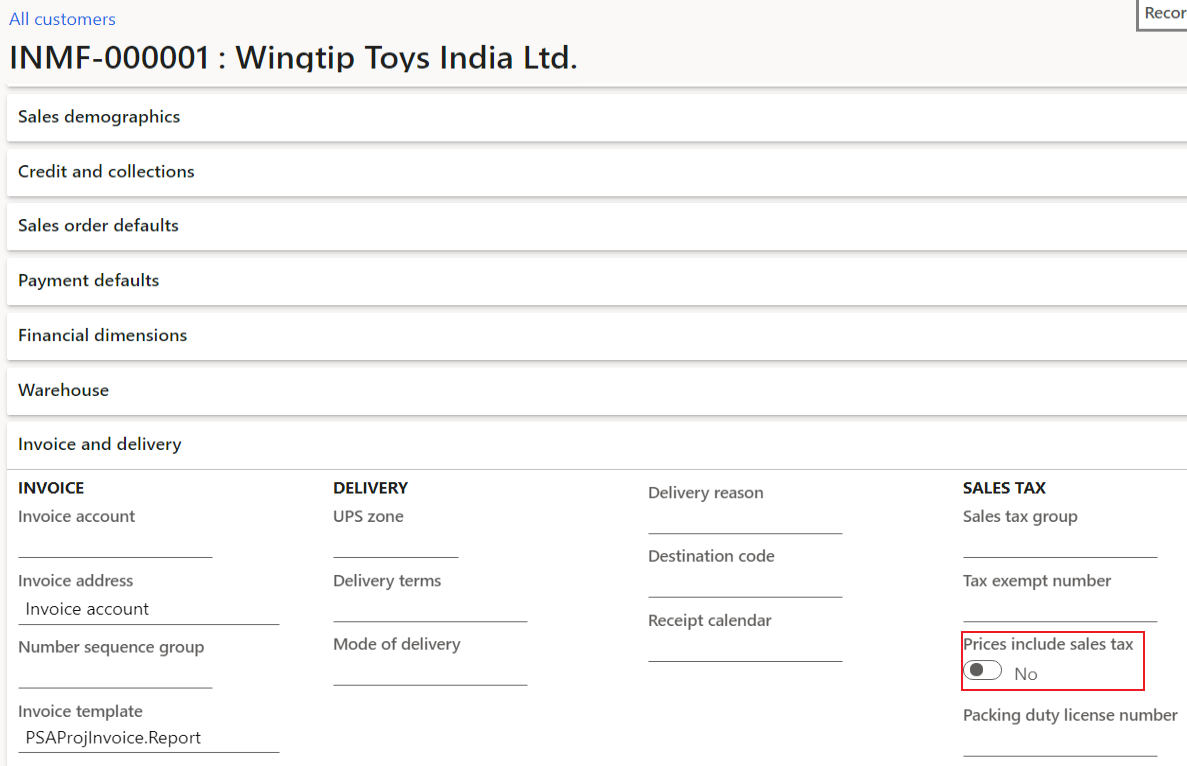 All customers
Recor
INMF-000001 : Wingtip Toys India Ltd.
Sales demographics
Credit and collections
Sales order defaults
Payment defaults
Financial dimensions
Warehouse
Invoice and delivery
INVOICE
Invoice account
Invoice address
Invoice account
Number sequence group
Invoice template
PSAProjInvoice.Report
DELIVERY
UPS zone
Delivery terms
Mode of delivery
Delivery reason
Destination code
Receipt calendar
SALES TAX
Sales tax group
Tax exempt number
Prices include sales tax
No
Packing duty license number